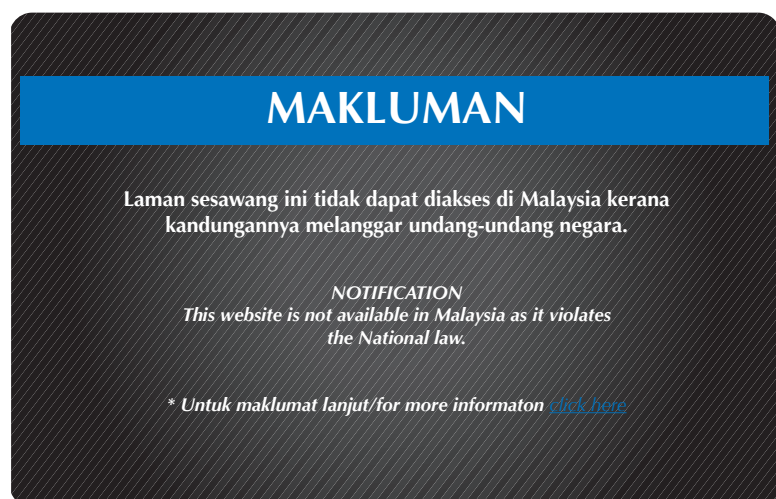 MAKLUMAN
Laman sesawang ini tidak dapat diakses di Malaysia kerana
kandungannya melanggar undang-undang negara.
NOTIFICATION
This website is not available in Malaysia as it violates
the National law.
* Untuk maklumat lanjut/for more informaton click here